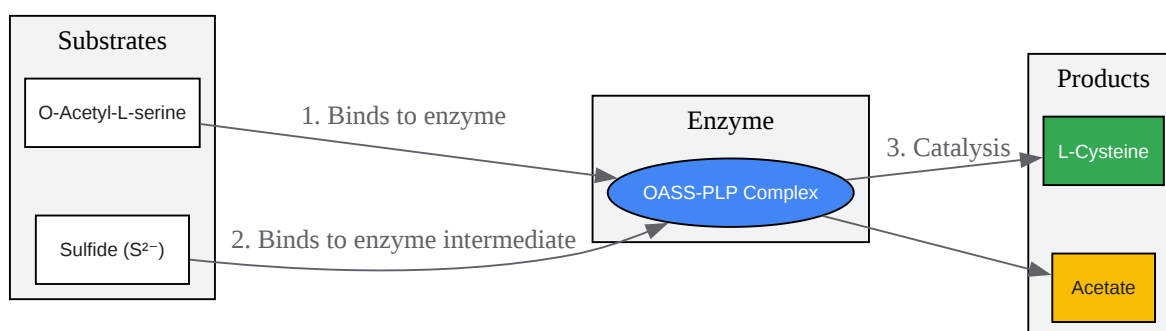 Substrates
O-Acetyl-L-serine
Sulfide (S²⁻)
1. Binds to enzyme
2. Binds to enzyme intermediate
Enzyme
OASS-PLP Complex
3. Catalysis
Products
L-Cysteine
Acetate